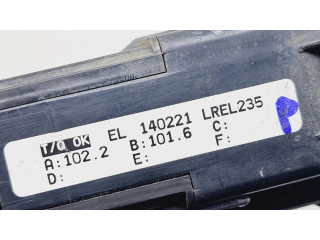 T/G OK EL 140221 LREL235
A:102.2 B:101.6 C:
D: E: F:
P